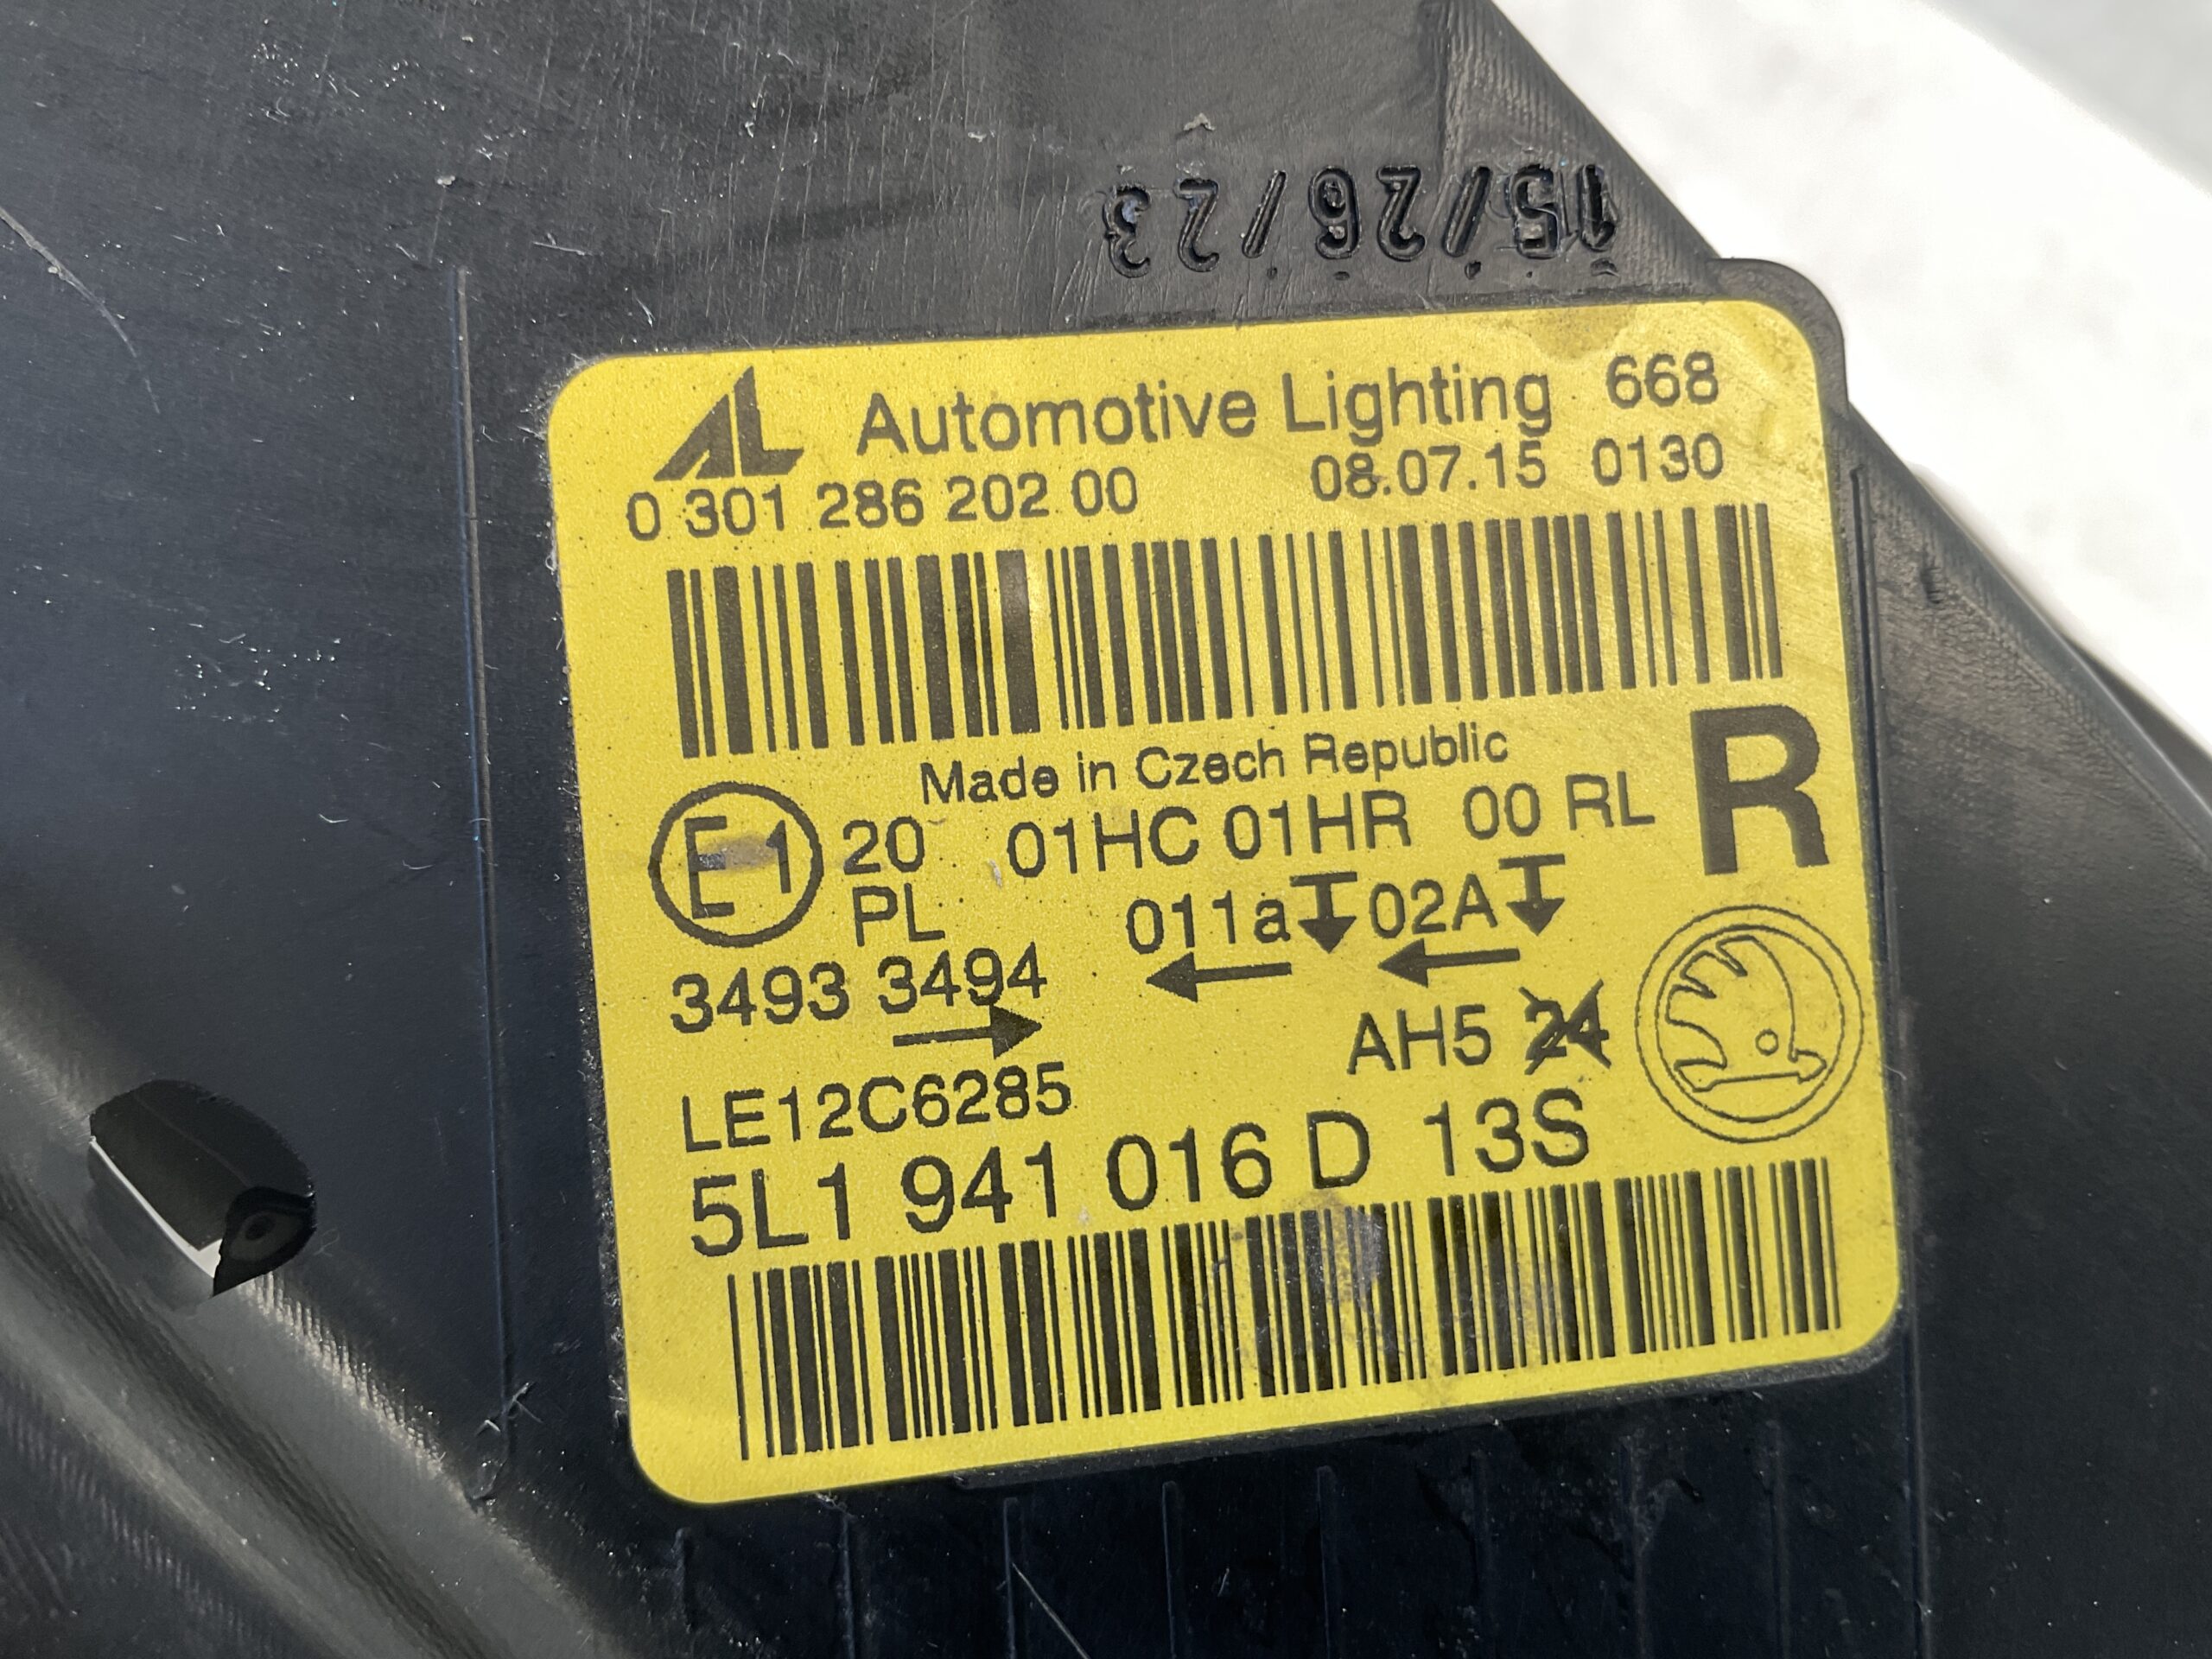 15/26/23
AL Automotive Lighting 668
0 301 286 202 00 08.07.15 0130
Made in Czech Republic
R
E1 20 01HC 01HR 00 RL
PL 011a 02A
3493 3494
AH5 24
LE12C6285
5L1 941 016 D 13S